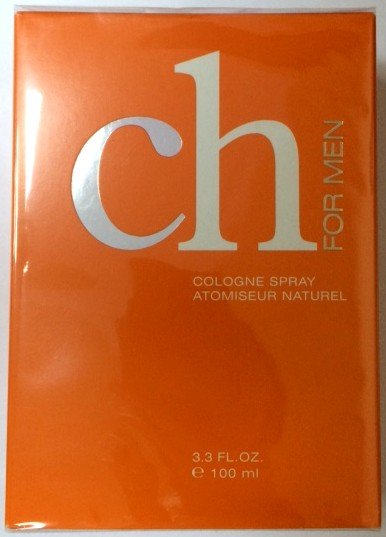 ch
FOR MEN
COLOGNE SPRAY
ATOMISEUR NATUREL
3.3 FL.OZ.
℮ 100 ml